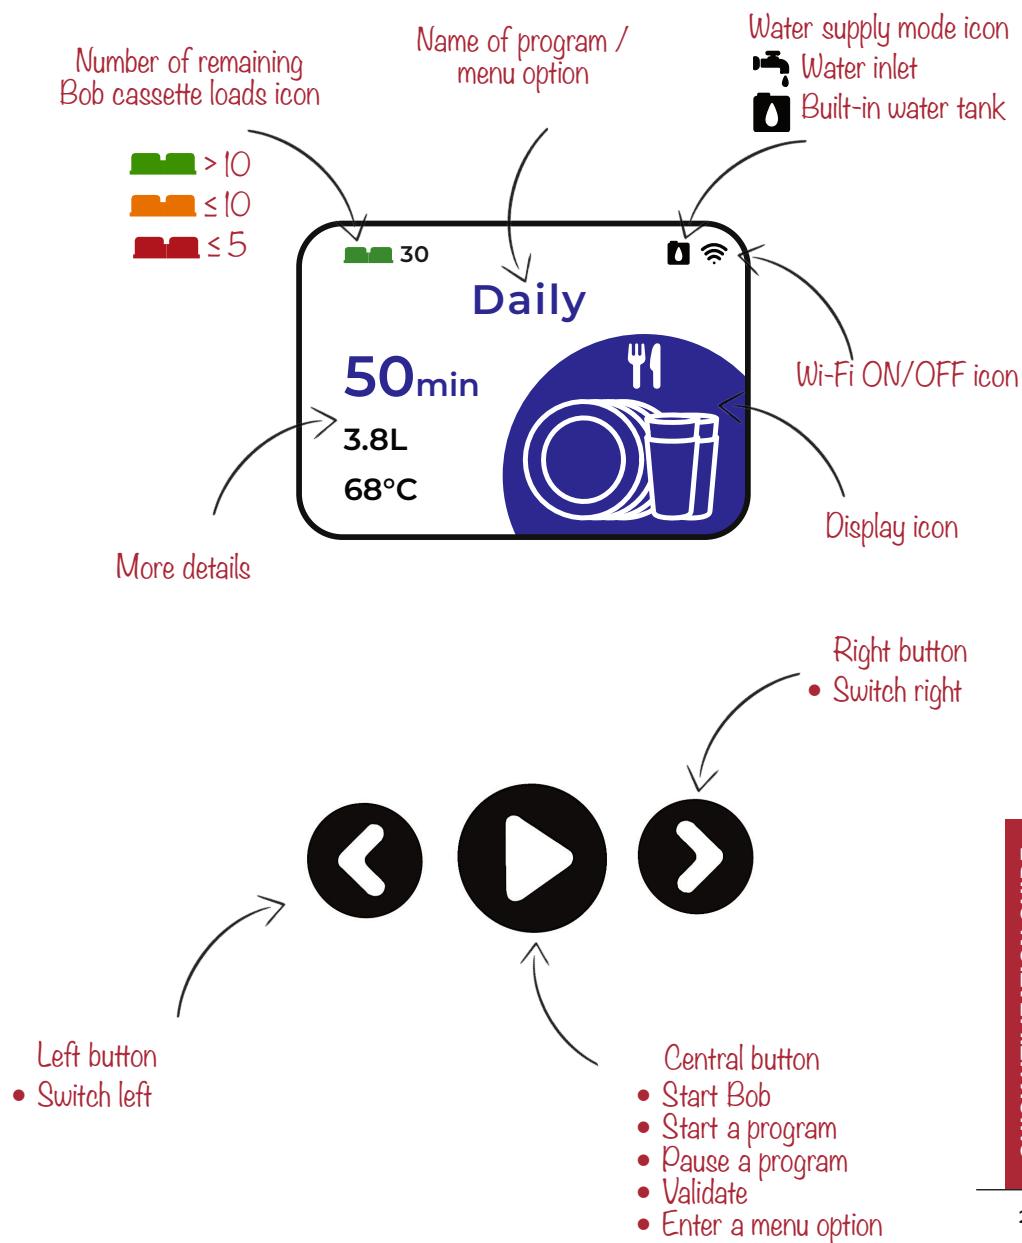 Number of remaining
Bob cassette loads icon
> 10
≤ 10
≤ 5
Name of program /
menu option
Water supply mode icon
Water inlet
Built-in water tank
30
Daily
50min
3.8L
68°C
Wi-Fi ON/OFF icon
Display icon
More details
Right button
• Switch right
Left button
• Switch left
Central button
• Start Bob
• Start a program
• Pause a program
• Validate
• Enter a menu option